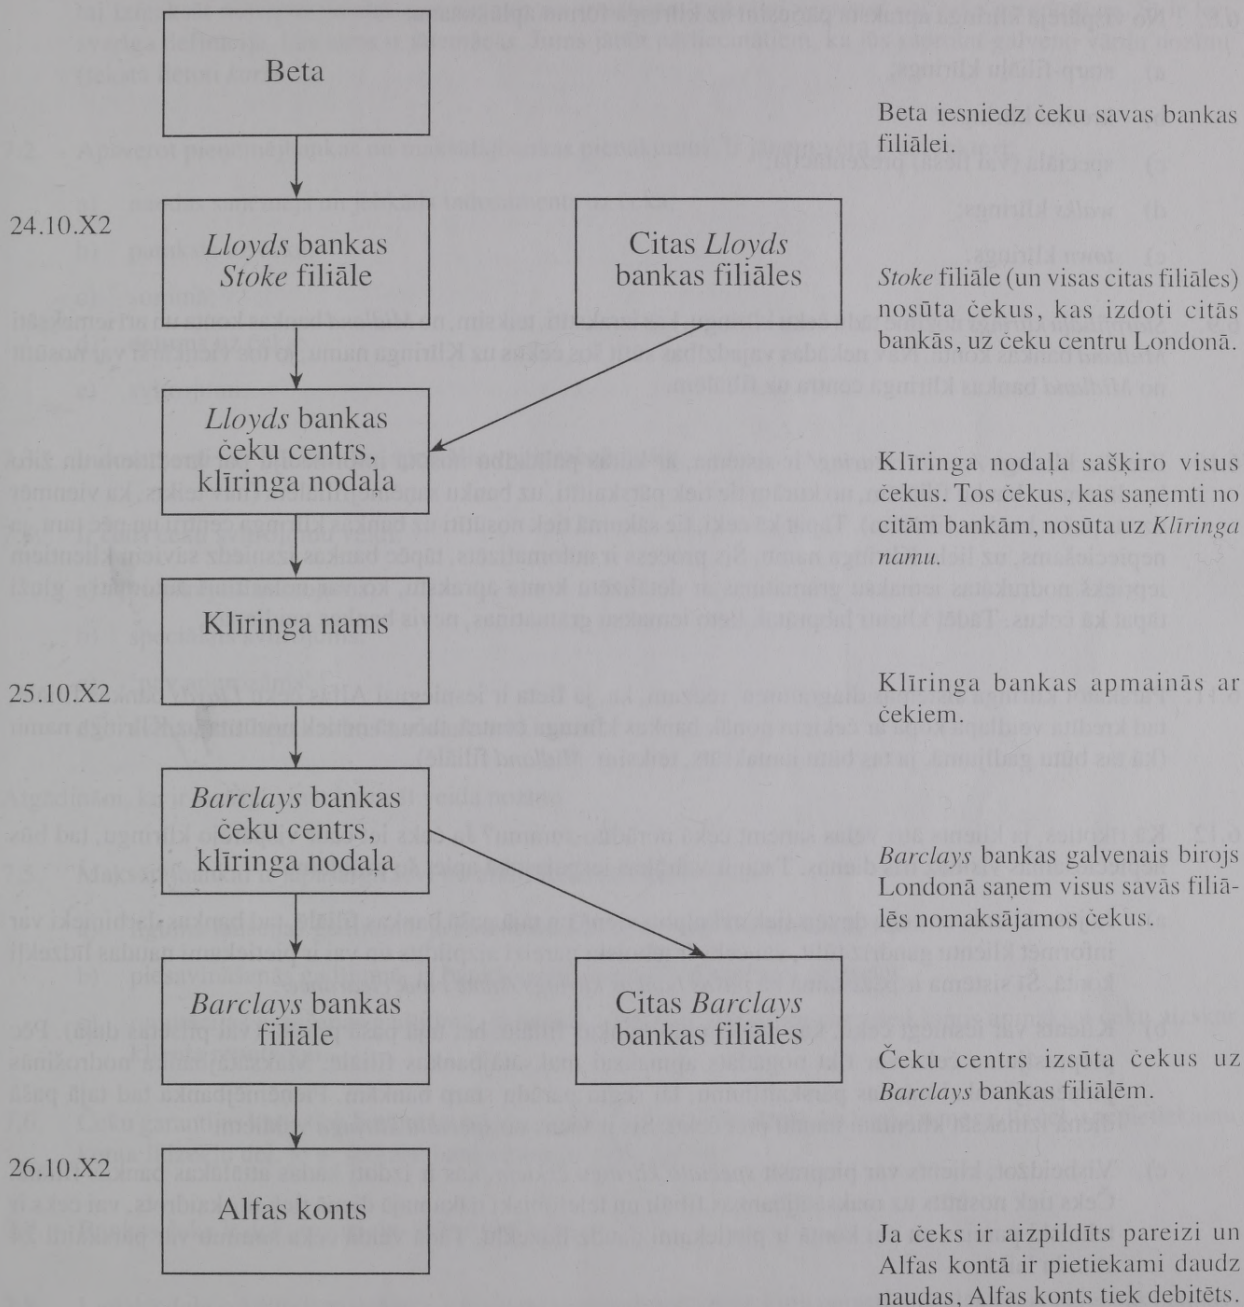 Beta
Beta iesniedz čeku savas bankas
filiālei.
24.10.X2
Lloyds bankas
Stoke filiāle
Citas Lloyds
bankas filiāles
Stoke filiāle (un visas citas filiāles)
nosūta čekus, kas izdoti citās
bankās, uz čeku centru Londonā.
Lloyds bankas
čeku centrs,
klīringa nodaļa
Klīringa nodaļa sašķiro visus
čekus. Tos čekus, kas saņemti no
citām bankām, nosūta uz Klīringa
namu.
Klīringa nams
25.10.X2
Klīringa bankas apmainās ar
čekiem.
Barclays bankas
čeku centrs,
klīringa nodaļa
Barclays bankas galvenais birojs
Londonā saņem visus savās filiā-
lēs nomaksājamos čekus.
Barclays bankas
filiāle
Citas Barclays
bankas filiāles
Čeku centrs izsūta čekus uz
Barclays bankas filiālēm.
26.10.X2
Alfas konts
Ja čeks ir aizpildīts pareizi un
Alfas kontā ir pietiekami daudz
naudas, Alfas konts tiek debitēts.